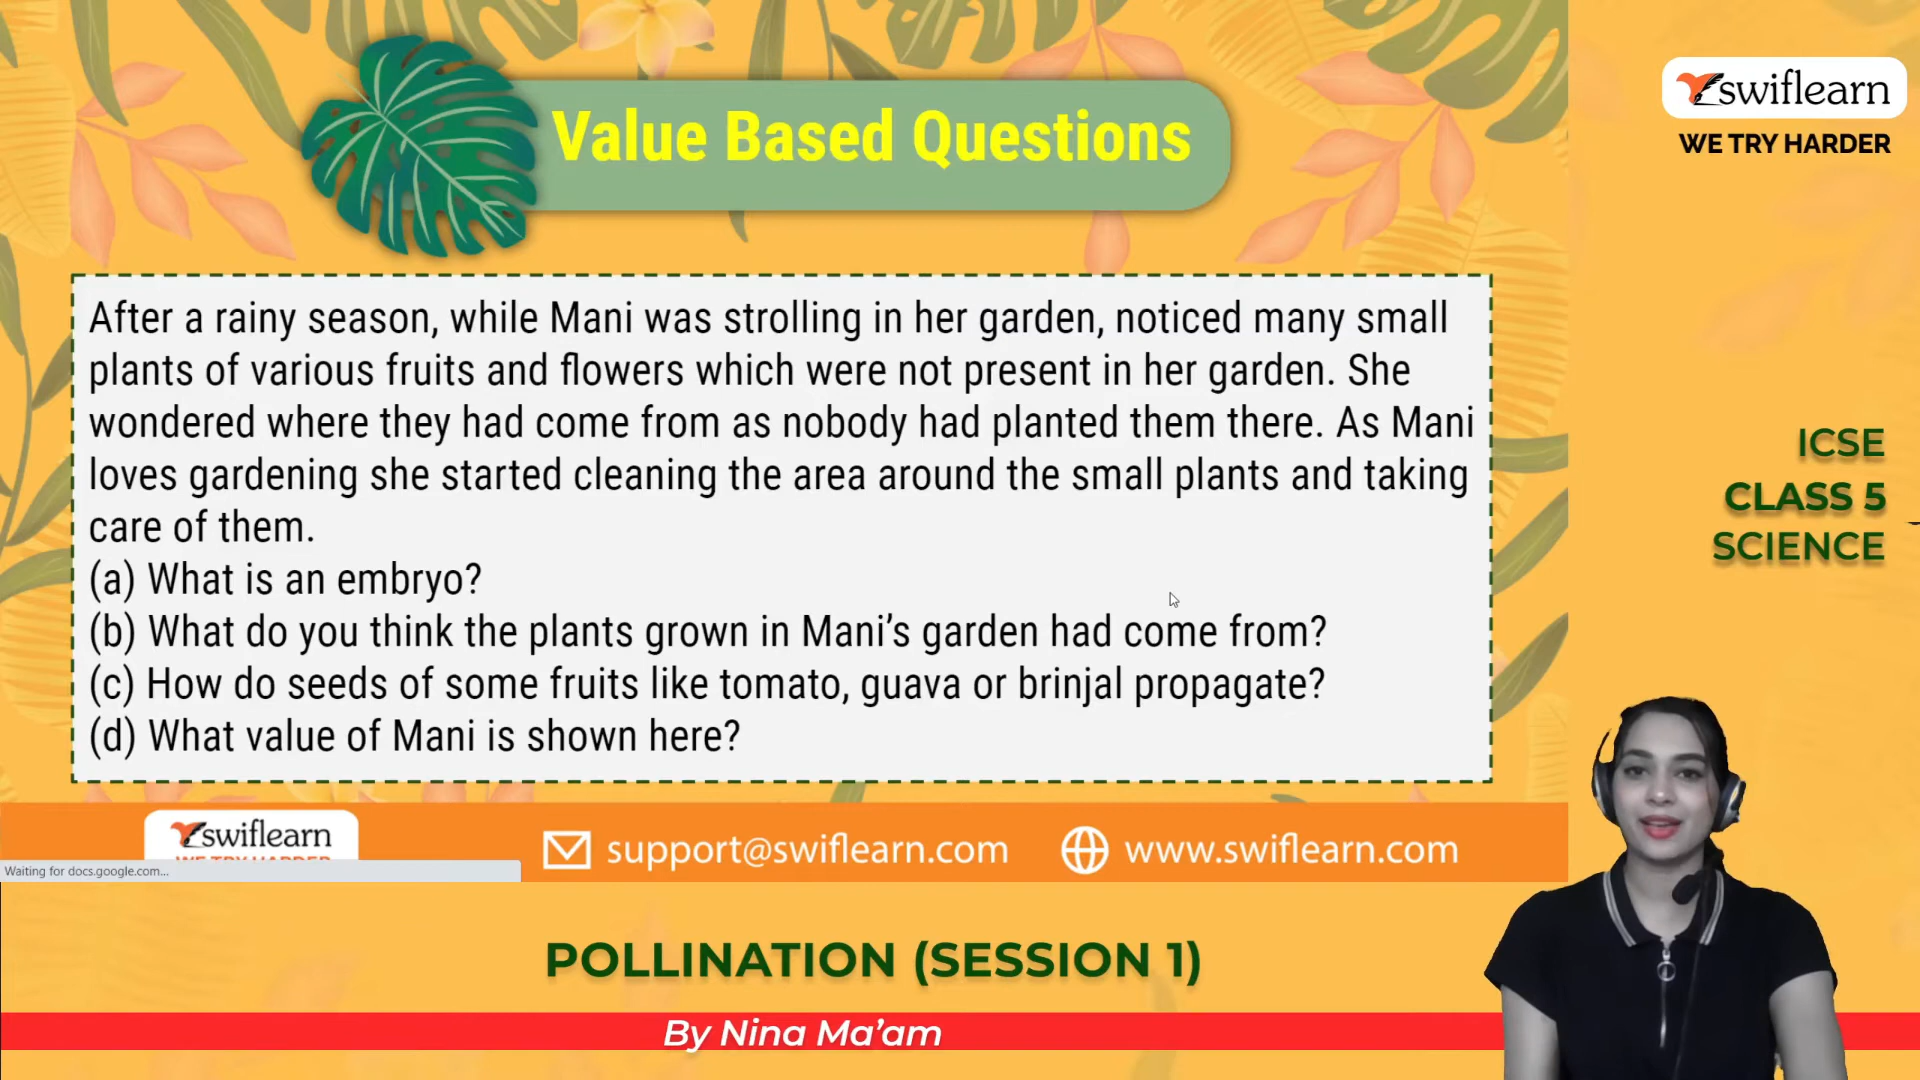 Value Based Questions
swiflearn
WE TRY HARDER
After a rainy season, while Mani was strolling in her garden, noticed many small
plants of various fruits and flowers which were not present in her garden. She
wondered where they had come from as nobody had planted them there. As Mani
loves gardening she started cleaning the area around the small plants and taking
care of them.
(a) What is an embryo?
(b) What do you think the plants grown in Mani’s garden had come from?
(c) How do seeds of some fruits like tomato, guava or brinjal propagate?
(d) What value of Mani is shown here?
ICSE
CLASS 5
SCIENCE
swiflearn
WE TRY HARDER
support@swiflearn.com
www.swiflearn.com
Waiting for docs.google.com...
POLLINATION (SESSION 1)
By Nina Ma’am